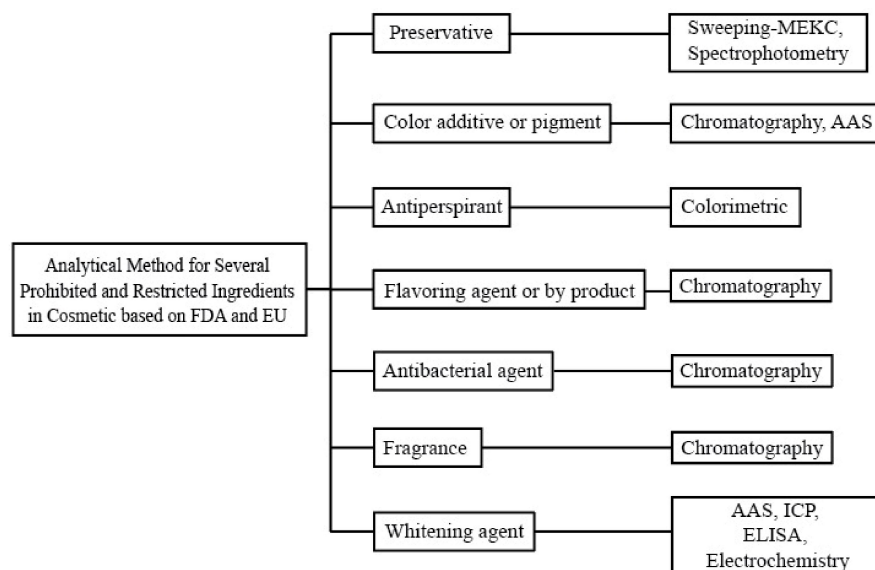 Preservative
Sweeping-MEKC,
Spectrophotometry
Color additive or pigment
Chromatography, AAS
Antiperspirant
Colorimetric
Analytical Method for Several
Prohibited and Restricted Ingredients
in Cosmetic based on FDA and EU
Flavoring agent or by product
Chromatography
Antibacterial agent
Chromatography
Fragrance
Chromatography
Whitening agent
AAS, ICP,
ELISA,
Electrochemistry